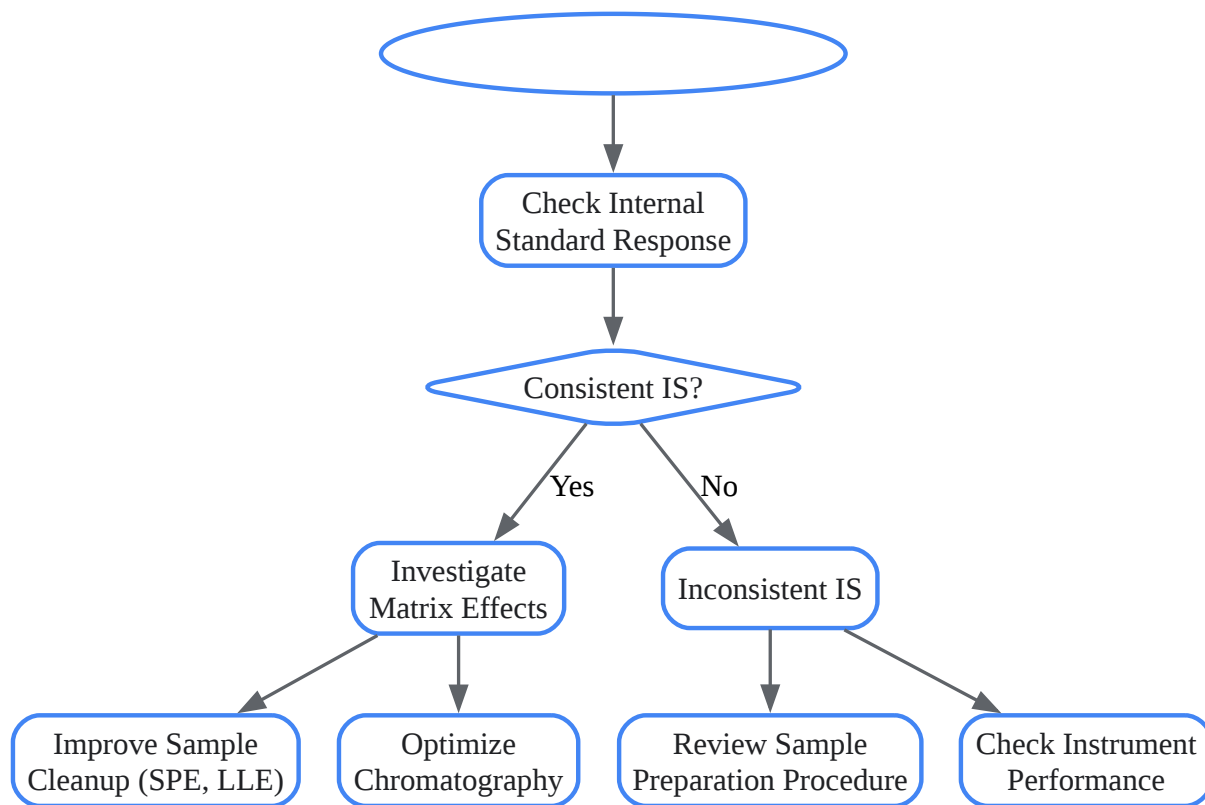 Check Internal
Standard Response
Consistent IS?
Yes
No
Investigate
Matrix Effects
Inconsistent IS
Improve Sample
Cleanup (SPE, LLE)
Optimize
Chromatography
Review Sample
Preparation Procedure
Check Instrument
Performance